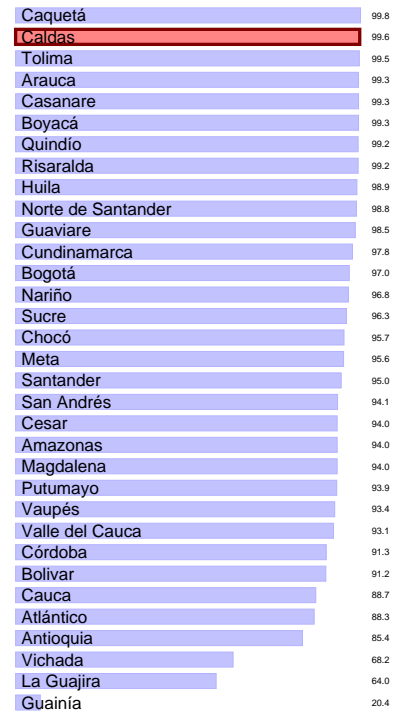 Caquetá 99.8
Caldas 99.6
Tolima 99.5
Arauca 99.3
Casanare 99.3
Boyacá 99.3
Quindío 99.2
Risaralda 99.2
Huila 98.9
Norte de Santander 98.8
Guaviare 98.5
Cundinamarca 97.8
Bogotá 97.0
Nariño 96.8
Sucre 96.3
Chocó 95.7
Meta 95.6
Santander 95.0
San Andrés 94.1
Cesar 94.0
Amazonas 94.0
Magdalena 94.0
Putumayo 93.9
Vaupés 93.4
Valle del Cauca 93.1
Córdoba 91.3
Bolivar 91.2
Cauca 88.7
Atlántico 88.3
Antioquia 85.4
Vichada 68.2
La Guajira 64.0
Guainía 20.4